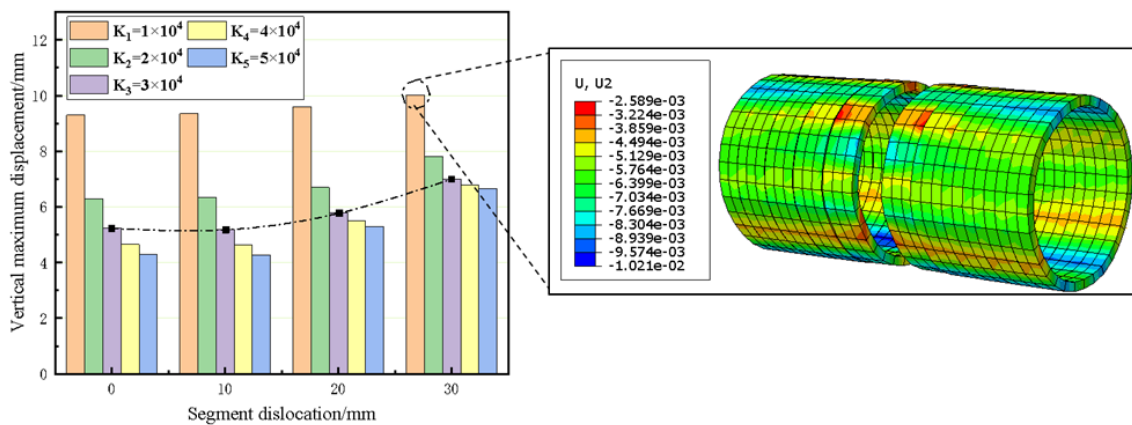 K₁=1×10⁴
K₂=2×10⁴
K₃=3×10⁴
K₄=4×10⁴
K₅=5×10⁴
12
10
8
6
4
2
0
Vertical maximum displacement/mm
0 10 20 30
Segment dislocation/mm
U, U2
-2.589e-03
-3.224e-03
-3.859e-03
-4.494e-03
-5.129e-03
-5.764e-03
-6.399e-03
-7.034e-03
-7.669e-03
-8.304e-03
-8.939e-03
-9.574e-03
-1.021e-02